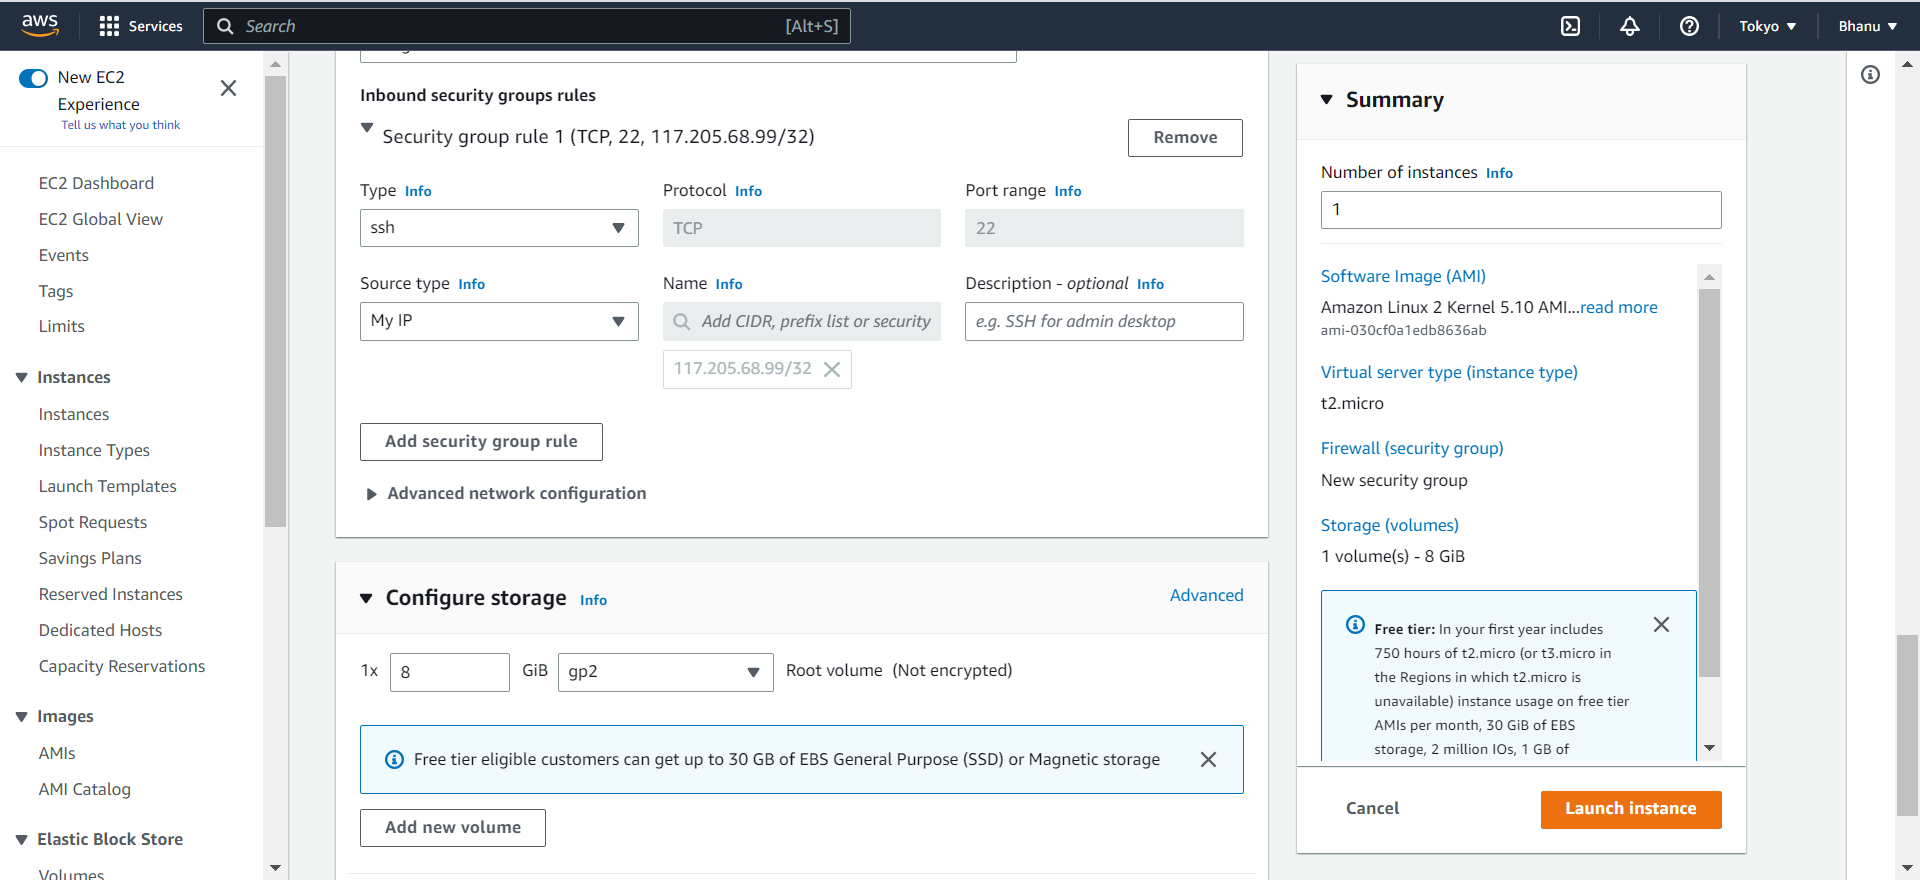 aws
Services
Search
[Alt+S]
Tokyo
Bhanu
New EC2
Experience
Tell us what you think
EC2 Dashboard
EC2 Global View
Events
Tags
Limits
Instances
Instances
Instance Types
Launch Templates
Spot Requests
Savings Plans
Reserved Instances
Dedicated Hosts
Capacity Reservations
Images
AMIs
AMI Catalog
Elastic Block Store
Volumes
Inbound security groups rules
Security group rule 1 (TCP, 22, 117.205.68.99/32)
Remove
Type Info
Protocol Info
Port range Info
ssh
TCP
22
Source type Info
Name Info
Description - optional Info
My IP
Add CIDR, prefix list or security
e.g. SSH for admin desktop
117.205.68.99/32
Add security group rule
Advanced network configuration
Configure storage Info
Advanced
1x
8
GiB
gp2
Root volume (Not encrypted)
Free tier eligible customers can get up to 30 GB of EBS General Purpose (SSD) or Magnetic storage
Add new volume
Summary
Number of instances Info
1
Software Image (AMI)
Amazon Linux 2 Kernel 5.10 AMI...read more
ami-030cf0a1edb8636ab
Virtual server type (instance type)
t2.micro
Firewall (security group)
New security group
Storage (volumes)
1 volume(s) - 8 GiB
Free tier: In your first year includes
750 hours of t2.micro (or t3.micro in
the Regions in which t2.micro is
unavailable) instance usage on free tier
AMIs per month, 30 GiB of EBS
storage, 2 million IOs, 1 GB of
Cancel
Launch instance